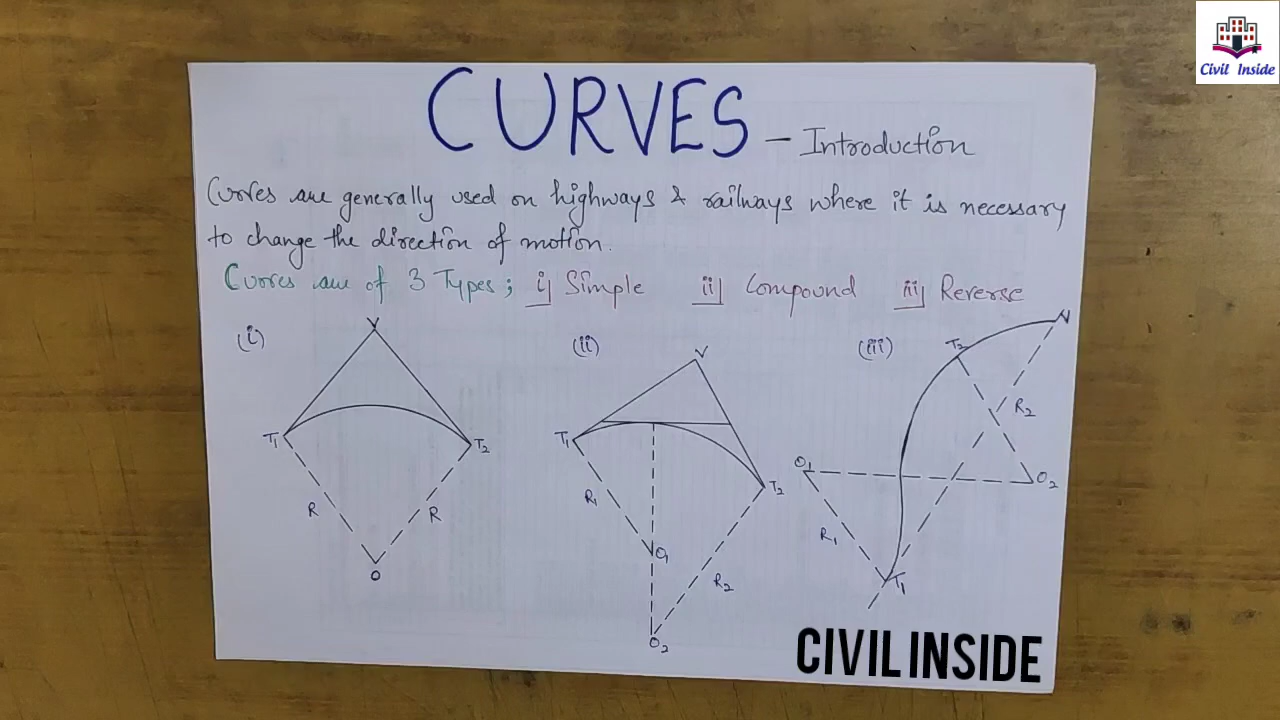 Civil Inside
CURVES - Introduction
Curves are generally used on highways & railways where it is necessary
to change the direction of motion.
Curves are of 3 Types; i] Simple ii] Compound iii] Reverse
(i)
V
T1
T2
R
R
O
(ii)
V
T1
T2
R1
O1
R2
O2
(iii)
V
T2
R2
O1
O2
R1
T1
CIVIL INSIDE